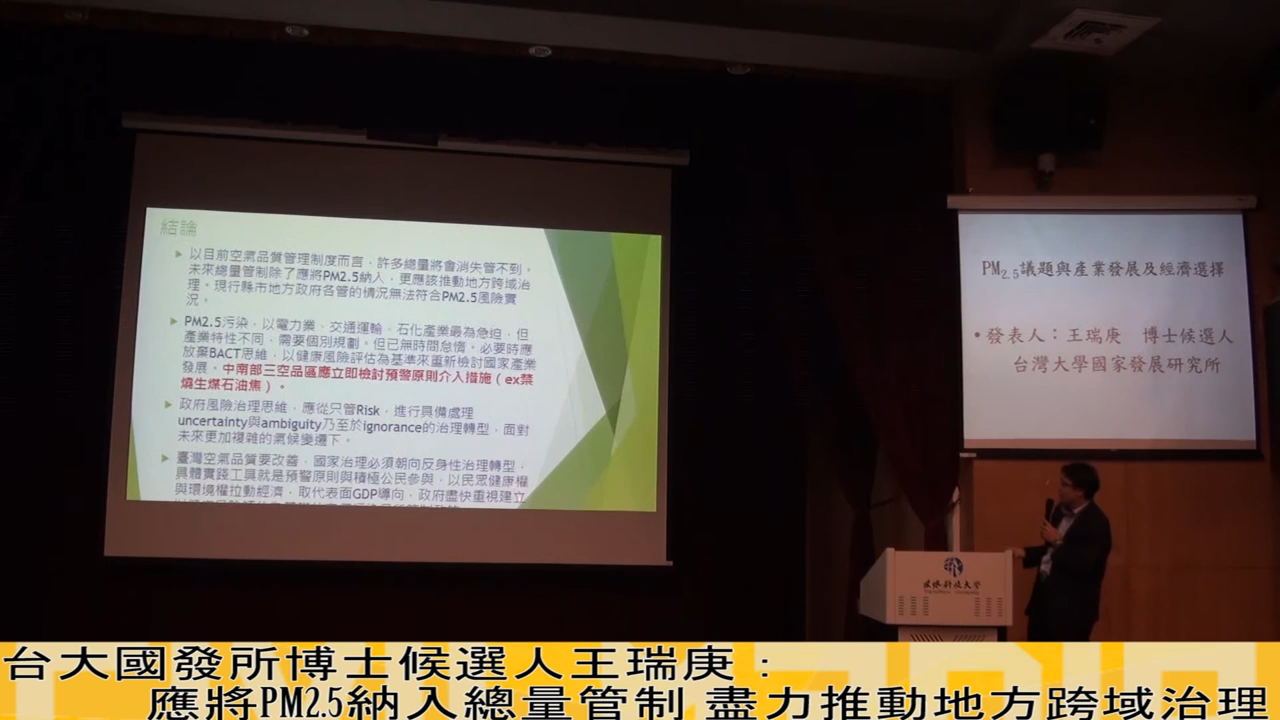 結論
以目前空氣品質管理制度而言，許多總量將會消失管不到，
未來總量管制除了應將PM2.5納入，更應該推動地方跨域治
理。現行縣市地方政府各管的情況無法符合PM2.5風險實
況。
PM2.5污染，以電力業、交通運輸、石化產業最為急迫，但
產業特性不同，需要個別規劃。但已無時間怠惰，必要時應
放棄BACT思維，以健康風險評估為基準來重新檢討國家產業
發展。中南部三空品區應立即檢討預警原則介入措施（ex禁
燒生煤石油焦）。
政府風險治理思維，應從只管Risk，進行具備處理
uncertainty與ambiguity乃至於ignorance的治理轉型，面對
未來更加複雜的氣候變遷下。
臺灣空氣品質要改善，國家治理必須朝向反身性治理轉型，
具體實踐工具就是預警原則與積極公民參與，以民眾健康權
與環境權拉動經濟，取代表面GDP導向，政府盡快重視建立
PM2.5議題與產業發展及經濟選擇
•發表人：王瑞庚 博士候選人
台灣大學國家發展研究所
科技大學
台大國發所博士候選人王瑞庚：
應將PM2.5納入總量管制 盡力推動地方跨域治理